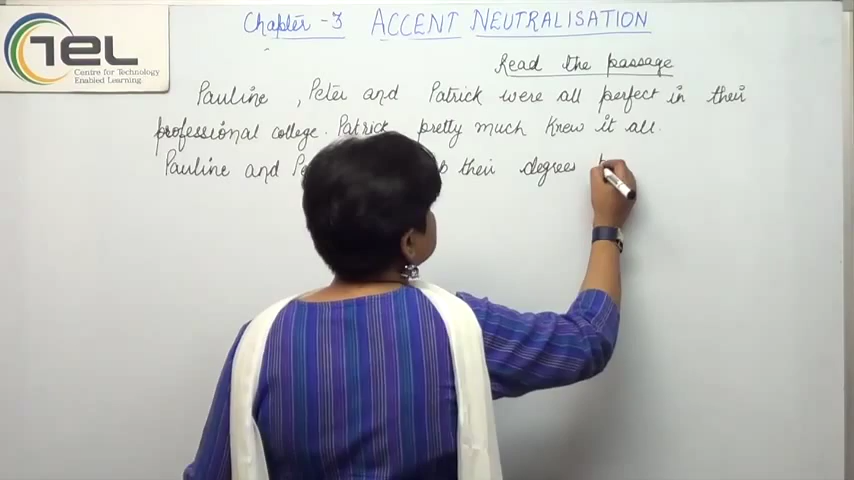 TEL
Centre for Technology
Enabled Learning
Chapter - 3 ACCENT NEUTRALISATION
Read the passage
Pauline , Peter and Patrick were all perfect in their
professional college. Patrick pretty much knew it all.
Pauline and their degrees